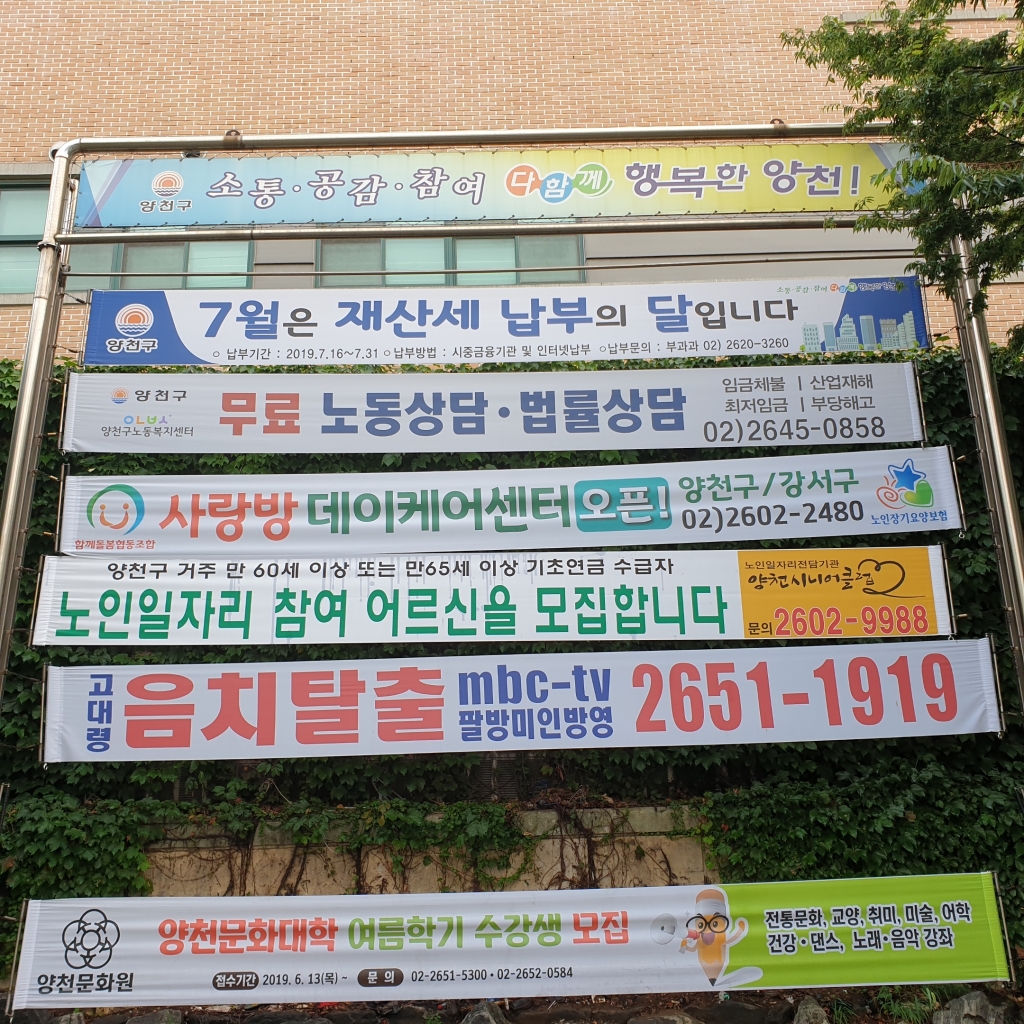 양천구 소통·공감·참여 다함께 행복한 양천!
소통·공감·참여 다함께 행복한 양천
양천구 7월은 재산세 납부의 달입니다
○ 납부기간 : 2019.7.16~7.31 ○납부방법 : 시중금융기관 및 인터넷납부 ○납부문의 : 부과과 02) 2620-3260
양천구
양천구노동복지센터
무료 노동상담·법률상담
임금체불 | 산업재해
최저임금 | 부당해고
02)2645-0858
함께돌봄협동조합
사랑방 데이케어센터 오픈!
양천구/강서구
02)2602-2480
노인장기요양보험
양천구 거주 만 60세 이상 또는 만65세 이상 기초연금 수급자
노인일자리 참여 어르신을 모집합니다
노인일자리전담기관
양천시니어클럽
문의 2602-9988
고대령 음치탈출
mbc-tv
팔방미인방영
2651-1919
양천문화원
양천문화대학 여름학기 수강생 모집
접수기간 2019. 6. 13(목) ~ 문 의 02-2651-5300 · 02-2652-0584
전통문화, 교양, 취미, 미술, 어학
건강·댄스, 노래·음악 강좌